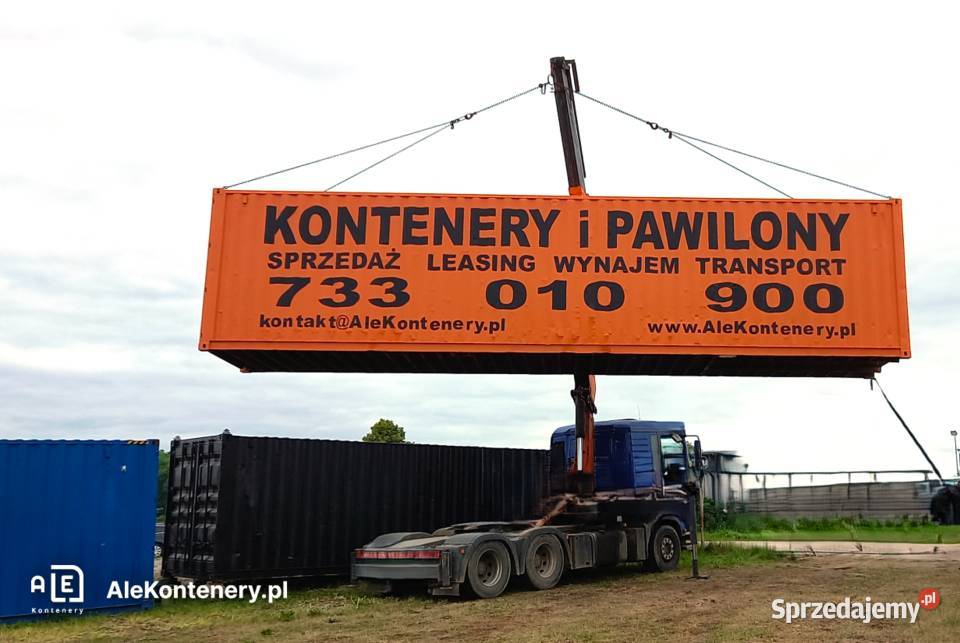 KONTENERY i PAWILONY
SPRZEDAŻ LEASING WYNAJEM TRANSPORT
733 010 900
kontakt@AleKontenery.pl www.AleKontenery.pl
ALE
Kontenery
AleKontenery.pl
Sprzedajemy.pl